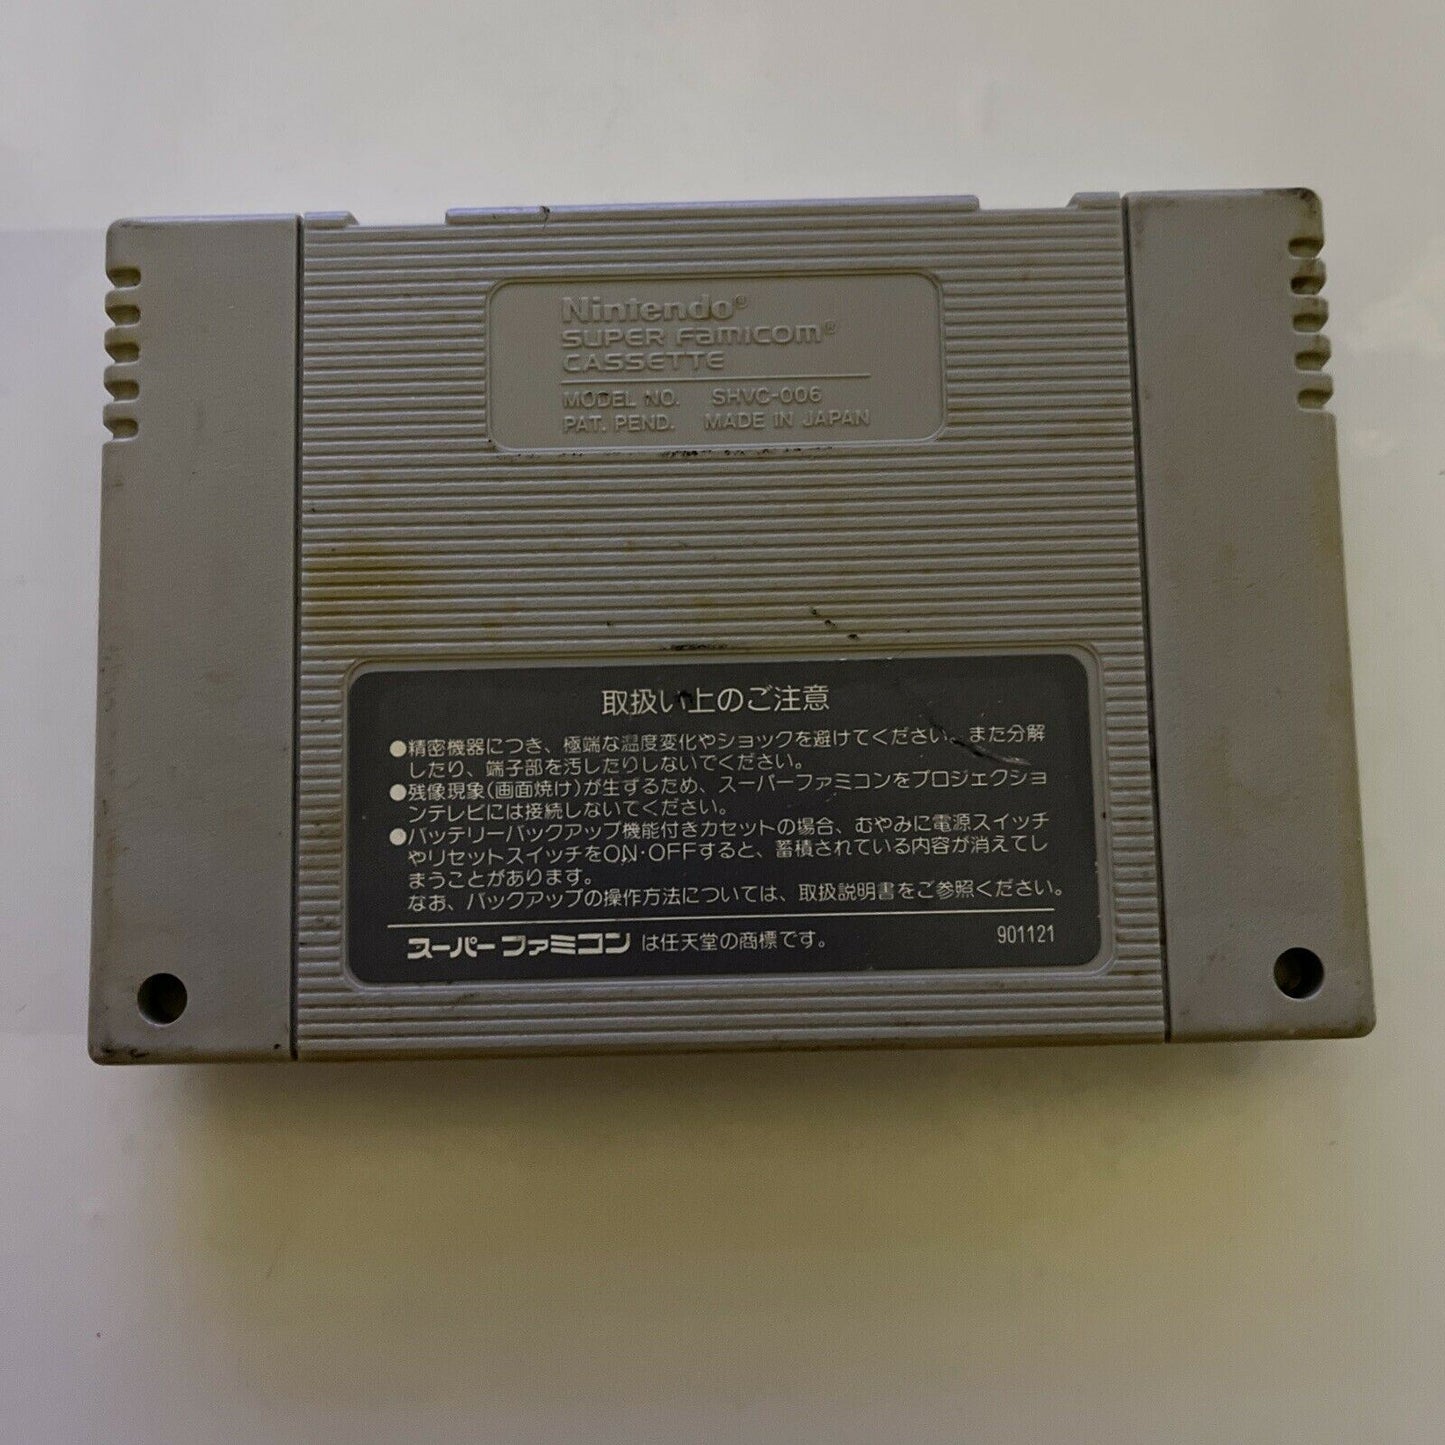 Nintendo®
SUPER FAMICOM®
CASSETTE
MODEL NO. SHVC-006
PAT. PEND. MADE IN JAPAN
取扱い上のご注意
●精密機器につき、極端な温度変化やショックを避けてください。また分解
したり、端子部を汚したりしないでください。
●残像現象(画面焼け)が生ずるため、スーパーファミコンをプロジェクショ
ンテレビには接続しないてください。
●バッテリーバックアップ機能付きカセットの場合、むやみに電源スイッチ
やリセットスイッチをON・OFFすると、蓄積されている内容が消えてし
まうことがあります。
なお、バックアップの操作方法については、取扱説明書をご参照ください。
スーパーファミコン は任天堂の商標です。 901121